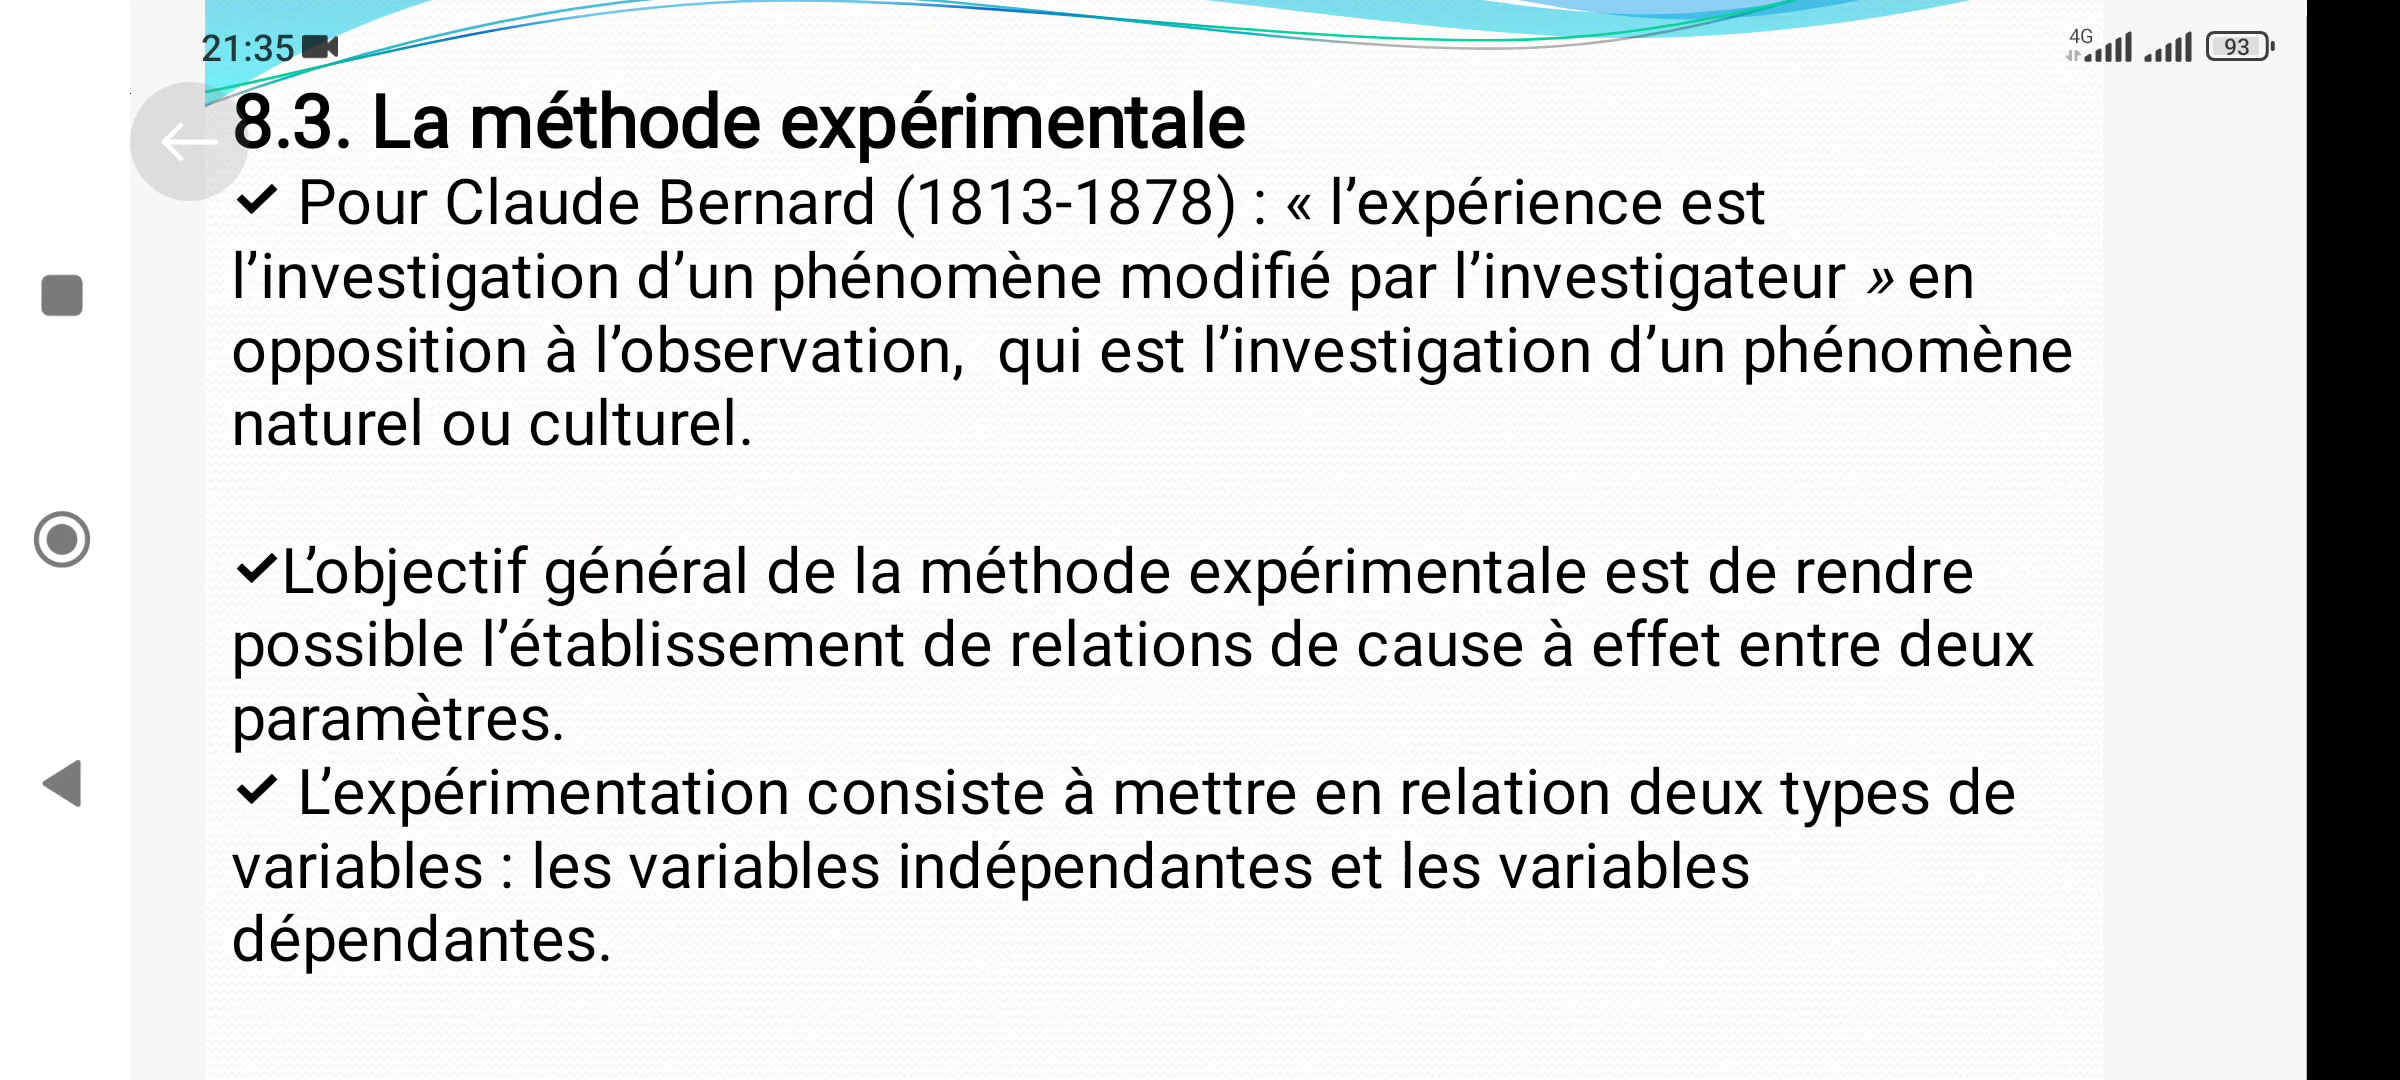 21:35
4G
93
8.3. La méthode expérimentale
✔ Pour Claude Bernard (1813-1878) : « l’expérience est
l’investigation d’un phénomène modifié par l’investigateur » en
opposition à l’observation,  qui est l’investigation d’un phénomène
naturel ou culturel.
✔L’objectif général de la méthode expérimentale est de rendre
possible l’établissement de relations de cause à effet entre deux
paramètres.
✔ L’expérimentation consiste à mettre en relation deux types de
variables : les variables indépendantes et les variables
dépendantes.